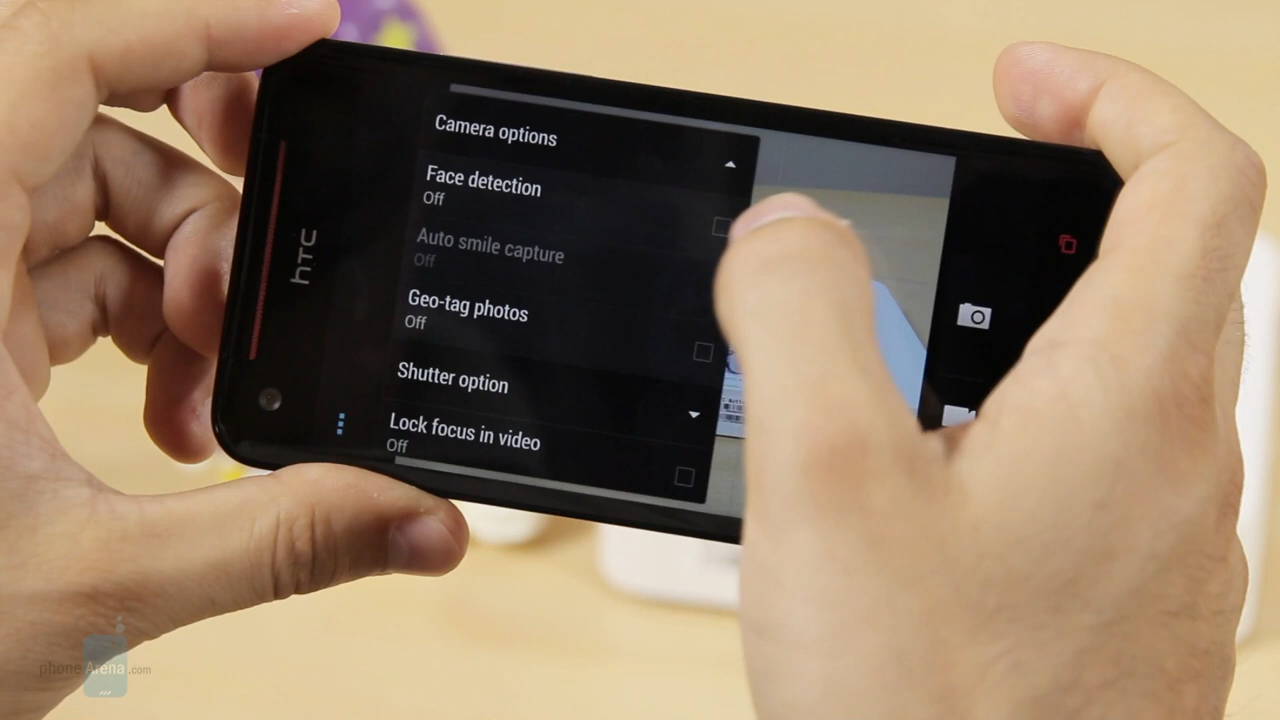 hTC
Camera options
Face detection
Off
Auto smile capture
Off
Geo-tag photos
Off
Shutter option
Lock focus in video
Off
phoneArena.com